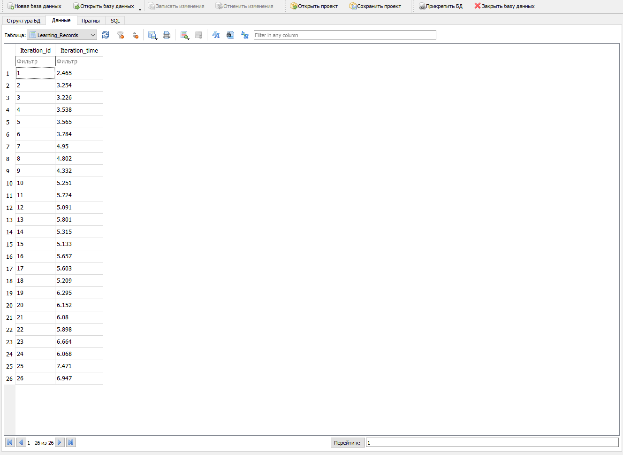 Новая база данных Открыть базу данных Записать изменения Отменить изменения Открыть проект Сохранить проект Прикрепить БД Закрыть базу данных
Структура БД Данные Прагмы SQL
Таблица: Learning_Records Filter in any column
Iteration_id Iteration_time
Фильтр Фильтр
1 1 2.465
2 2 3.254
3 3 3.226
4 4 3.538
5 5 3.565
6 6 3.784
7 7 4.95
8 8 4.802
9 9 4.332
10 10 5.251
11 11 5.724
12 12 5.091
13 13 5.801
14 14 5.315
15 15 5.133
16 16 5.657
17 17 5.603
18 18 5.209
19 19 6.295
20 20 6.152
21 21 6.08
22 22 5.898
23 23 6.664
24 24 6.068
25 25 7.471
26 26 6.947
1 - 26 из 26 Перейти к: 1